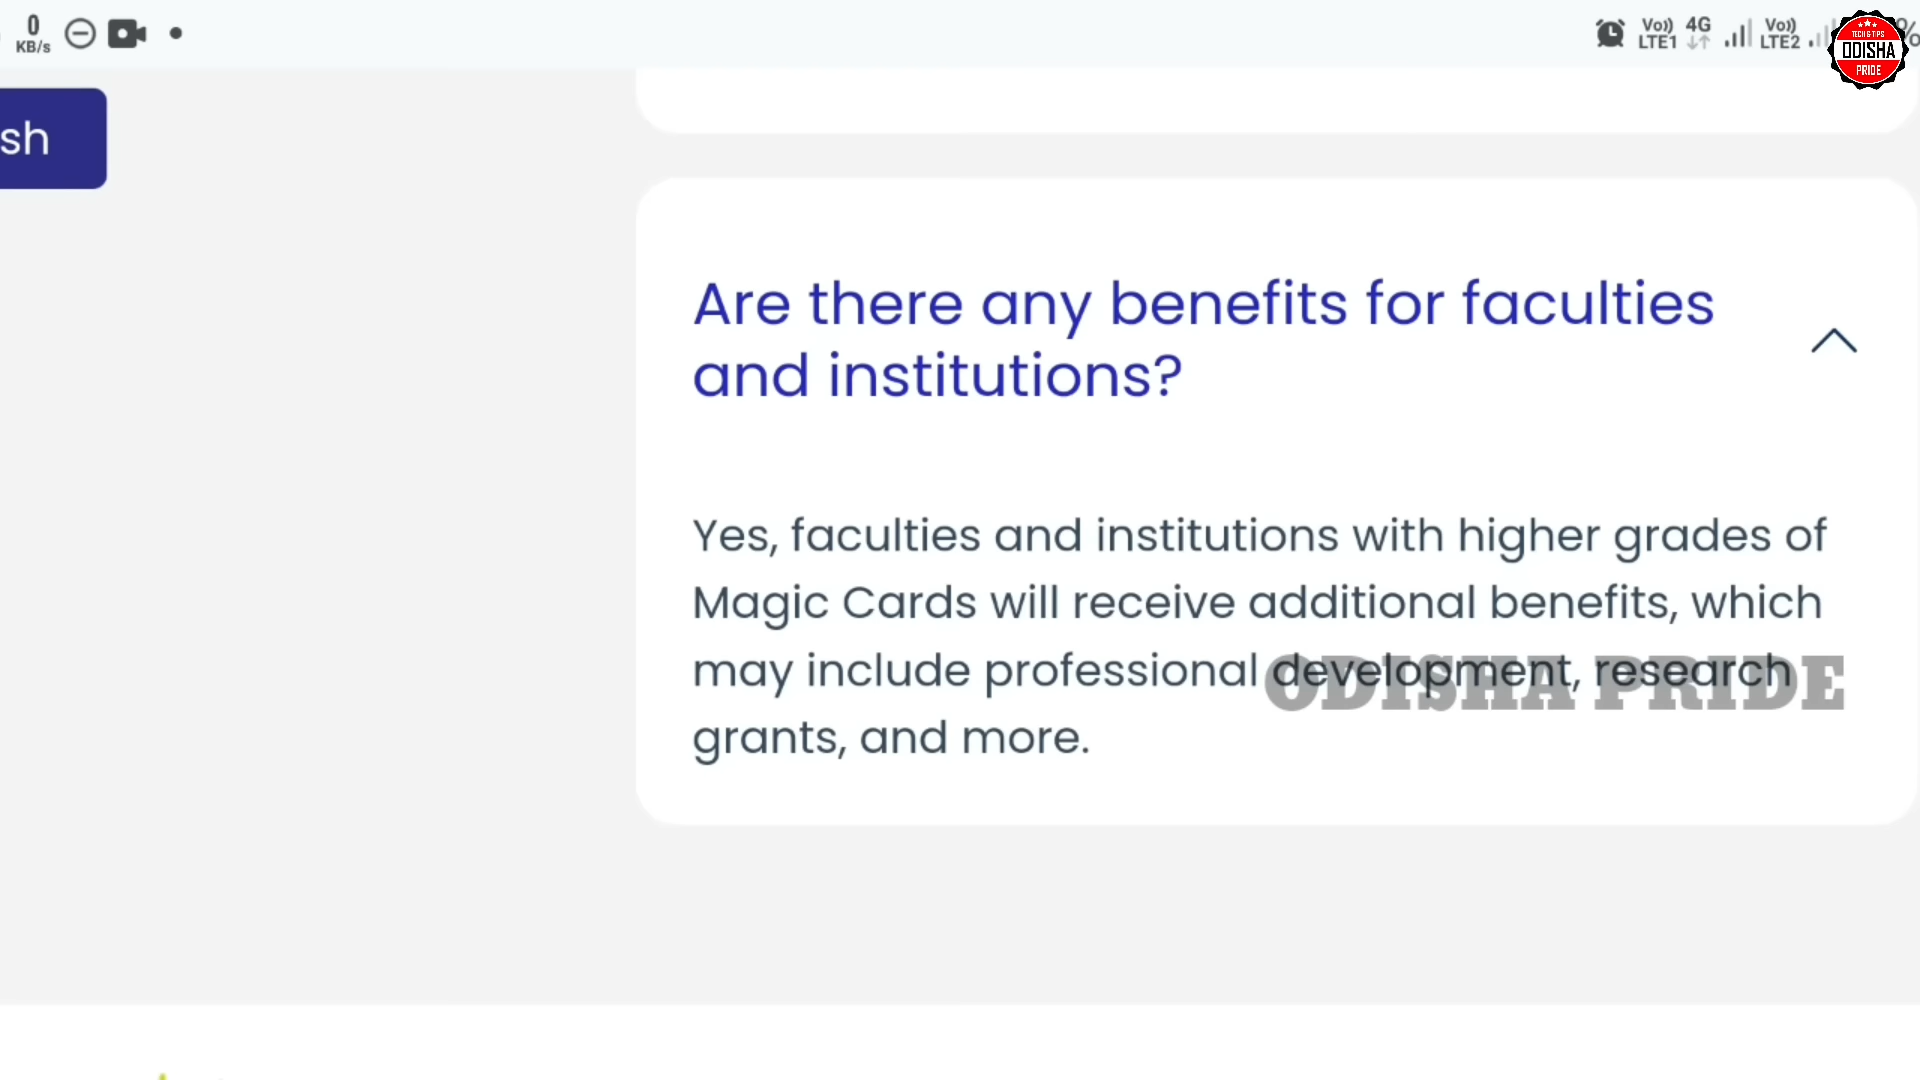 0
KB/s
Vo))
LTE1
4G
Vo))
LTE2
%
TECH & TIPS
ODISHA
PRIDE
sh
Are there any benefits for faculties
and institutions?
Yes, faculties and institutions with higher grades of
Magic Cards will receive additional benefits, which
may include professional development, research
grants, and more.
ODISHA PRIDE